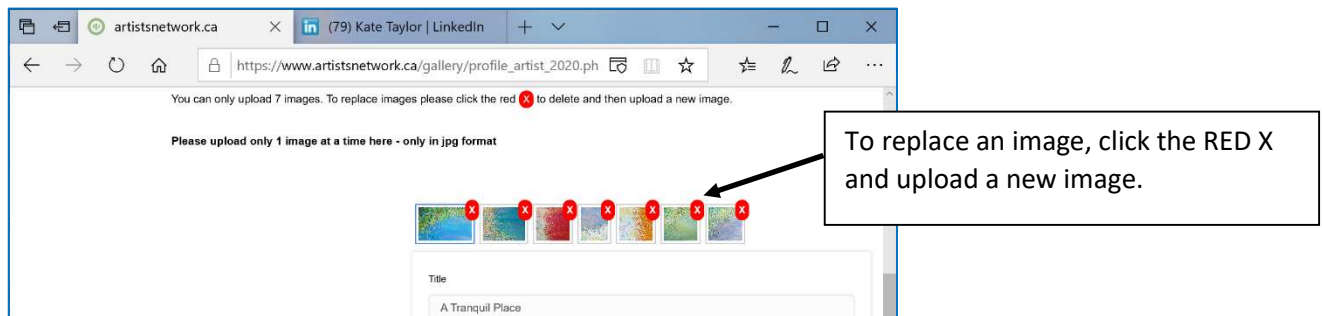 artistsnetwork.ca
in (79) Kate Taylor | LinkedIn
https://www.artistsnetwork.ca/gallery/profile_artist_2020.ph
You can only upload 7 images. To replace images please click the red X to delete and then upload a new image.
Please upload only 1 image at a time here - only in jpg format
To replace an image, click the RED X
and upload a new image.
X X X X X X X
Title
A Tranquil Place